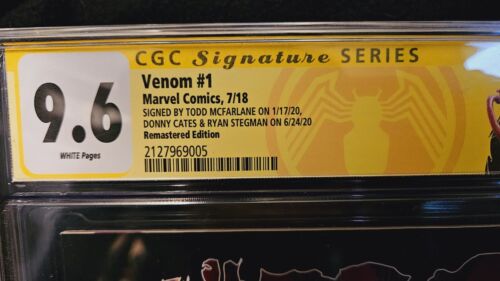 CGC Signature SERIES
9.6
WHITE Pages
Venom #1
Marvel Comics, 7/18
SIGNED BY TODD MCFARLANE ON 1/17/20,
DONNY CATES & RYAN STEGMAN ON 6/24/20
Remastered Edition
2127969005